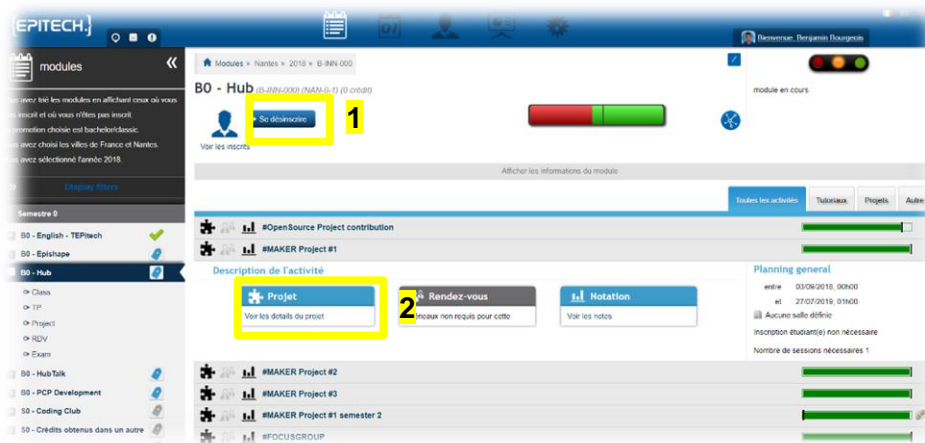 [EPITECH.]
01
Bienvenue, Benjamin Bourgeois
modules
avez trié les modules en affichant ceux où vous
inscrit et où vous n'êtes pas inscrit.
promotion choisie est bachelor/classic.
avez choisi les villes de France et Nantes.
avez sélectionné l'année 2018.
Display filters
Semestre 0
B0 - English - TEPitech
B0 - Epishape
B0 - Hub
Class
TP
Project
RDV
Exam
B0 - HubTalk
B0 - PCP Development
S0 - Coding Club
S0 - Crédits obtenus dans un autre
Modules » Nantes » 2018 » B-INN-000
B0 - Hub (B-INN-000) (NAN-0-1) (0 crédit)
Se désinscrire
1
Voir les inscrits
module en cours
Afficher les informations du module
Toutes les activités
Tutoriaux
Projets
Autre
#OpenSource Project contribution
#MAKER Project #1
Description de l'activité
Projet
Voir les détails du projet
2
Rendez-vous
Créneaux non requis pour cette
Notation
Voir les notes
Planning general
entre 03/09/2018, 00h00
et 27/07/2019, 01h00
Aucune salle définie
Inscription étudiant(e) non nécessaire
Nombre de sessions nécessaires 1
#MAKER Project #2
#MAKER Project #3
#MAKER Project #1 semester 2
#FOCUSGROUP